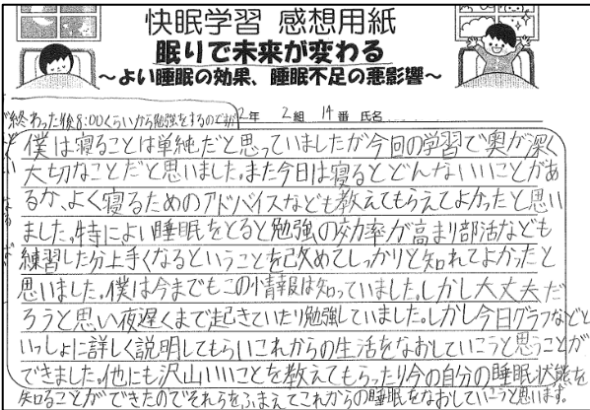 快眠学習 感想用紙
眠りで未来が変わる
～よい睡眠の効果、睡眠不足の悪影響～
終わった後8:00くらいから勉強をするので
2年 2組 14番 氏名
僕は寝ることは単純だと思っていましたが今回の学習で奥が深く
大切なことだと思いました。また今日は寝るとどんないいことがあ
るか、よく寝るためのアドバイスなども教えてもらえてよかったと思い
ました。特によい睡眠をとると勉強の効率が高まり部活なども
練習した分上手くなるということを改めてしっかりと知れてよかったと
思いました。僕は今までもこの情報は知っていました。しかし大丈夫だ
ろうと思い夜遅くまで起きていたり勉強していました。しかし今日グラフなどと
いっしょに詳しく説明してもらいこれからの生活をなおしていこうと思うことが
できました。他にも沢山いいことを教えてもらったり今の自分の睡眠状態を
知ることができたのでそれらをふまえてこれからの睡眠をなおしていこうと思います。